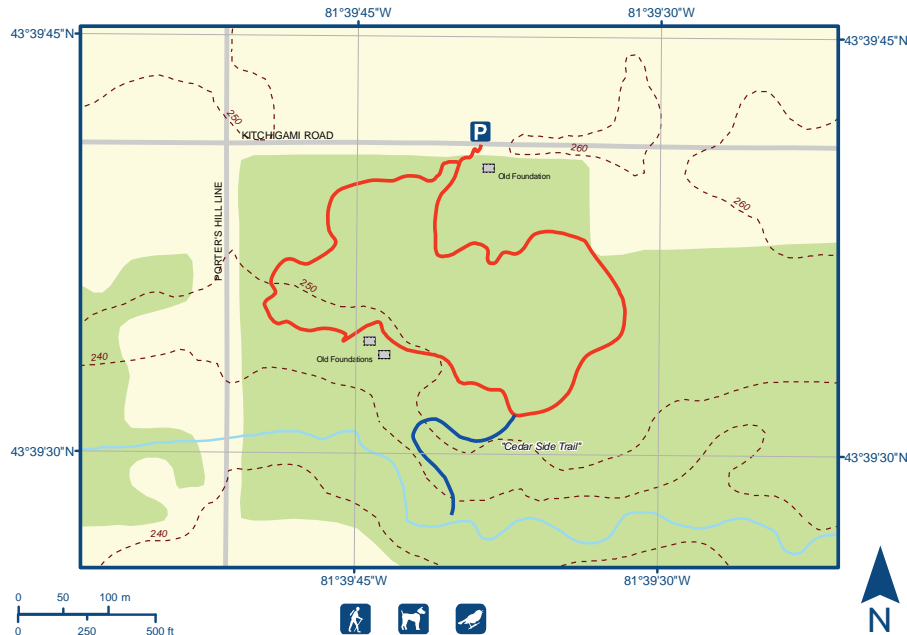 81°39'45"W 81°39'30"W
43°39'45"N 43°39'45"N
250
KITCHIGAMI ROAD
P
260
Old Foundation
PORTER'S HILL LINE
260
250
240
Old Foundations
"Cedar Side Trail"
43°39'30"N 43°39'30"N
240
81°39'45"W 81°39'30"W
0 50 100 m
0 250 500 ft
N